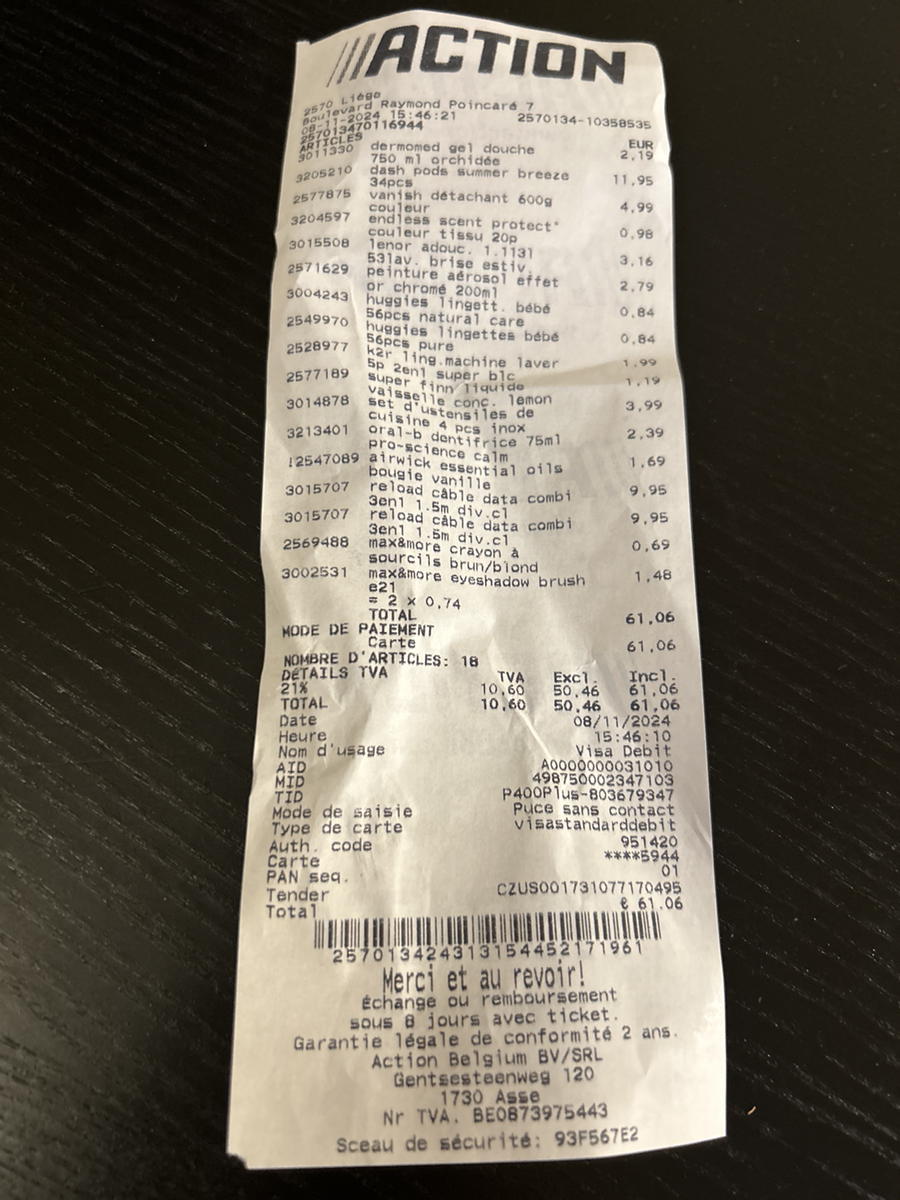 ///ACTION
2570 Liége
Boulevard Raymond Poincaré 7
08-11-2024 15:46:21 2570134-10358535
257013470116944
ARTICLES EUR
3011330 dermomed gel douche 2,19
750 ml orchidée
3205210 dash pods summer breeze 11,95
34pcs
2577875 vanish détachant 600g 4,99
couleur
3204597 endless scent protect* 0,98
couleur tissu 20p
3015508 lenor adouc. 1.113l 3,16
53lav. brise estiv.
2571629 peinture aérosol effet 2,79
or chromé 200ml
3004243 huggies lingett. bébé 0,84
56pcs natural care
2549970 huggies lingettes bébé 0,84
56pcs pure
2528977 k2r ling.machine laver 1,99
5p 2en1 super blc
2577189 super finn liquide 1,19
vaisselle conc. lemon
3014878 set d'ustensiles de 3,99
cuisine 4 pcs inox
3213401 oral-b dentifrice 75ml 2,39
pro-science calm
12547089 airwick essential oils 1,69
bougie vanille
3015707 reload câble data combi 9,95
3en1 1.5m div.cl
3015707 reload câble data combi 9,95
3en1 1.5m div.cl
2569488 max&more crayon à 0,69
sourcils brun/blond
3002531 max&more eyeshadow brush 1,48
e21
= 2 x 0,74
TOTAL 61,06
MODE DE PAIEMENT
Carte 61,06
NOMBRE D'ARTICLES: 18
DéTAILS TVA TVA Excl. Incl.
21% 10,60 50,46 61,06
TOTAL 10,60 50,46 61,06
Date 08/11/2024
Heure 15:46:10
Nom d'usage Visa Debit
AID A0000000031010
MID 498750002347103
TID P400Plus-803679347
Mode de saisie Puce sans contact
Type de carte visastandarddebit
Auth. code 951420
Carte ****5944
PAN seq. 01
Tender CZUS001731077170495
Total € 61.06
257013424313154452171961
Merci et au revoir!
Échange ou remboursement
sous 8 jours avec ticket.
Garantie légale de conformité 2 ans.
Action Belgium BV/SRL
Gentsesteenweg 120
1730 Asse
Nr TVA. BE0873975443
Sceau de sécurité: 93F567E2